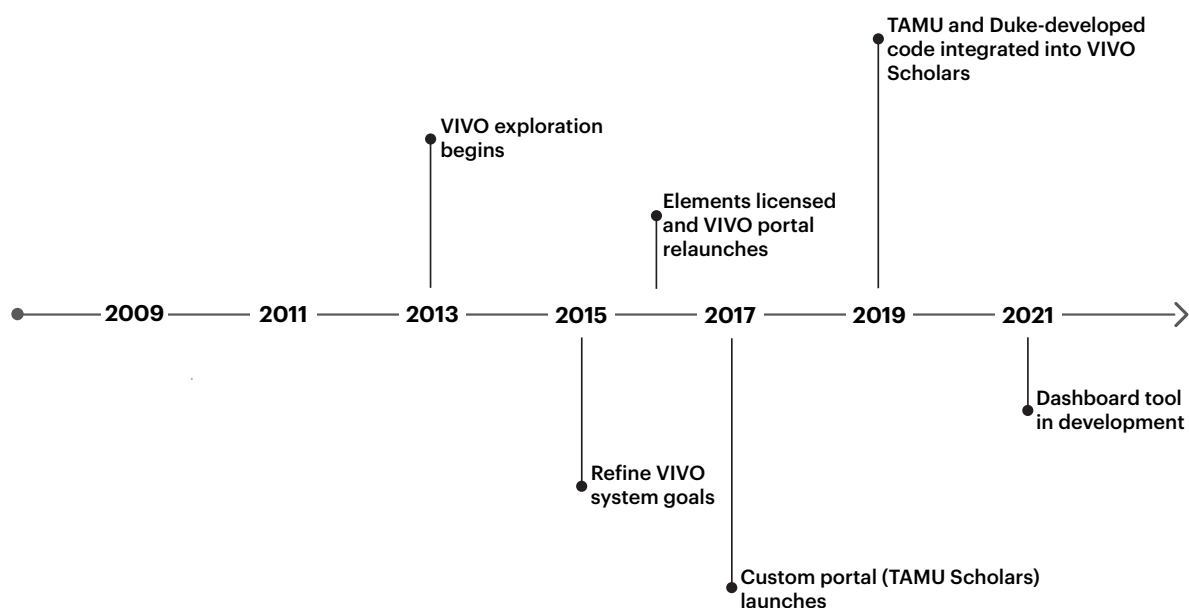 TAMU and Duke-developed
code integrated into VIVO
Scholars
VIVO exploration
begins
Elements licensed
and VIVO portal
relaunches
2009 2011 2013 2015 2017 2019 2021
Dashboard tool
in development
Refine VIVO
system goals
Custom portal (TAMU Scholars)
launches